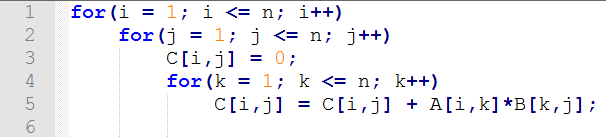 1 for(i = 1; i <= n; i++)
2 for(j = 1; j <= n; j++)
3 C[i,j] = 0;
4 for(k = 1; k <= n; k++)
5 C[i,j] = C[i,j] + A[i,k]*B[k,j];
6